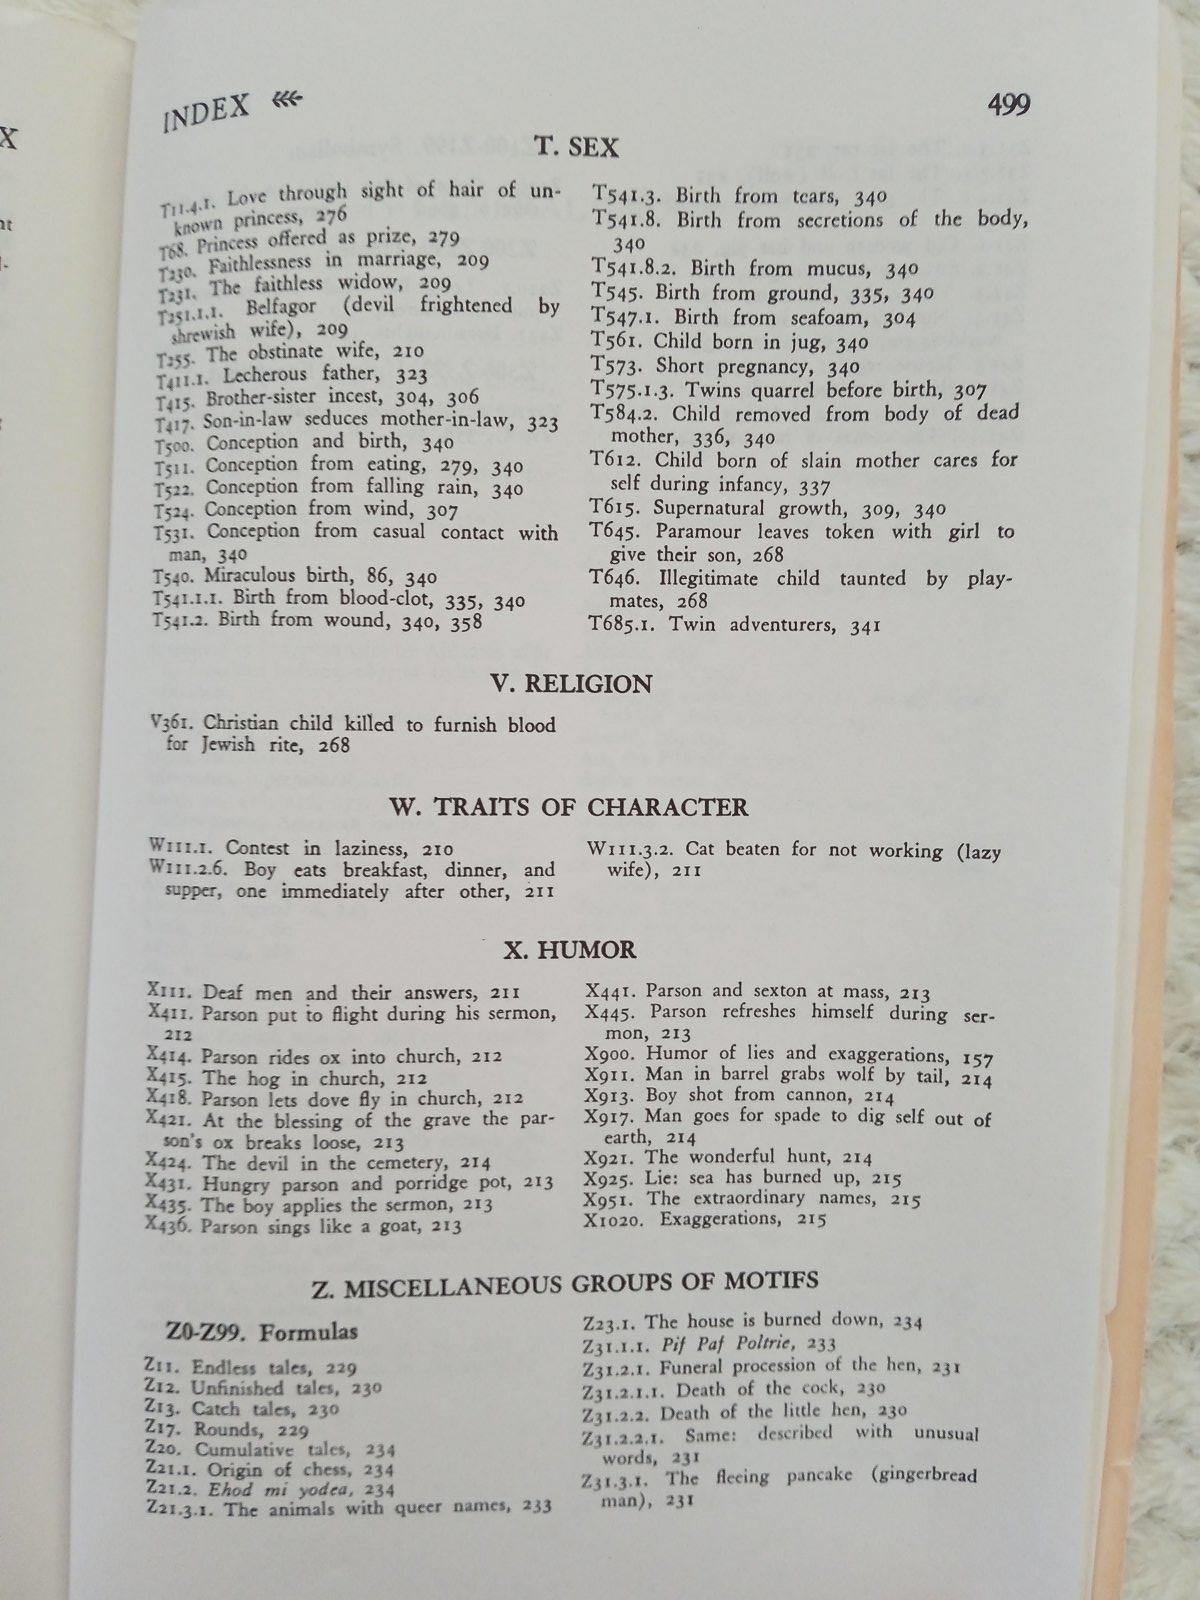 INDEX
499
T. SEX
T11.4.1. Love through sight of hair of un-
known princess, 276
T68. Princess offered as prize, 279
T230. Faithlessness in marriage, 209
T231. The faithless widow, 209
T251.1.1. Belfagor (devil frightened by
shrewish wife), 209
T255. The obstinate wife, 210
T411.1. Lecherous father, 323
T415. Brother-sister incest, 304, 306
T417. Son-in-law seduces mother-in-law, 323
T500. Conception and birth, 340
T511. Conception from eating, 279, 340
T522. Conception from falling rain, 340
T524. Conception from wind, 307
T531. Conception from casual contact with
man, 340
T540. Miraculous birth, 86, 340
T541.1.1. Birth from blood-clot, 335, 340
T541.2. Birth from wound, 340, 358
T541.3. Birth from tears, 340
T541.8. Birth from secretions of the body,
340
T541.8.2. Birth from mucus, 340
T545. Birth from ground, 335, 340
T547.1. Birth from seafoam, 304
T561. Child born in jug, 340
T573. Short pregnancy, 340
T575.1.3. Twins quarrel before birth, 307
T584.2. Child removed from body of dead
mother, 336, 340
T612. Child born of slain mother cares for
self during infancy, 337
T615. Supernatural growth, 309, 340
T645. Paramour leaves token with girl to
give their son, 268
T646. Illegitimate child taunted by play-
mates, 268
T685.1. Twin adventurers, 341
V. RELIGION
V361. Christian child killed to furnish blood
for Jewish rite, 268
W. TRAITS OF CHARACTER
W111.1. Contest in laziness, 210
W111.2.6. Boy eats breakfast, dinner, and
supper, one immediately after other, 211
W111.3.2. Cat beaten for not working (lazy
wife), 211
X. HUMOR
X111. Deaf men and their answers, 211
X411. Parson put to flight during his sermon,
212
X414. Parson rides ox into church, 212
X415. The hog in church, 212
X418. Parson lets dove fly in church, 212
X421. At the blessing of the grave the par-
son's ox breaks loose, 213
X424. The devil in the cemetery, 214
X431. Hungry parson and porridge pot, 213
X435. The boy applies the sermon, 213
X436. Parson sings like a goat, 213
X441. Parson and sexton at mass, 213
X445. Parson refreshes himself during ser-
mon, 213
X900. Humor of lies and exaggerations, 157
X911. Man in barrel grabs wolf by tail, 214
X913. Boy shot from cannon, 214
X917. Man goes for spade to dig self out of
earth, 214
X921. The wonderful hunt, 214
X925. Lie: sea has burned up, 215
X951. The extraordinary names, 215
X1020. Exaggerations, 215
Z. MISCELLANEOUS GROUPS OF MOTIFS
Z0-Z99. Formulas
Z11. Endless tales, 229
Z12. Unfinished tales, 230
Z13. Catch tales, 230
Z17. Rounds, 229
Z20. Cumulative tales, 234
Z21.1. Origin of chess, 234
Z21.2. Ehod mi yodea, 234
Z21.3.1. The animals with queer names, 233
Z23.1. The house is burned down, 234
Z31.1.1. Pif Paf Poltrie, 233
Z31.2.1. Funeral procession of the hen, 231
Z31.2.1.1. Death of the cock, 230
Z31.2.2. Death of the little hen, 230
Z31.2.2.1. Same: described with unusual
words, 231
Z31.3.1. The fleeing pancake (gingerbread
man), 231